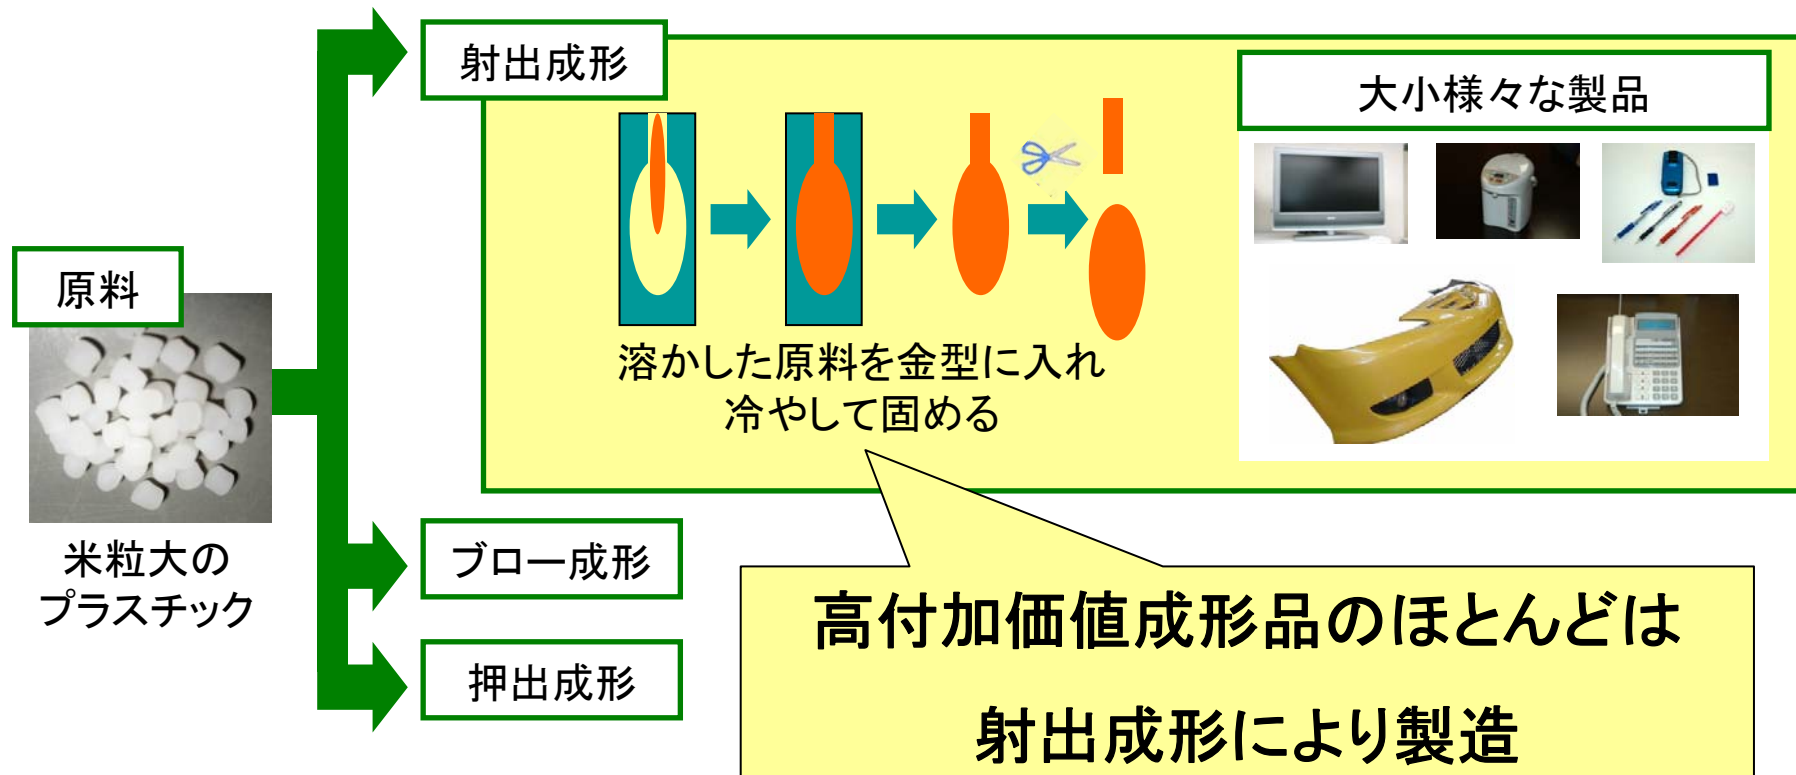 射出成形
大小様々な製品
原料
溶かした原料を金型に入れ
冷やして固める
米粒大の
プラスチック
ブロー成形
押出成形
高付加価値成形品のほとんどは
射出成形により製造